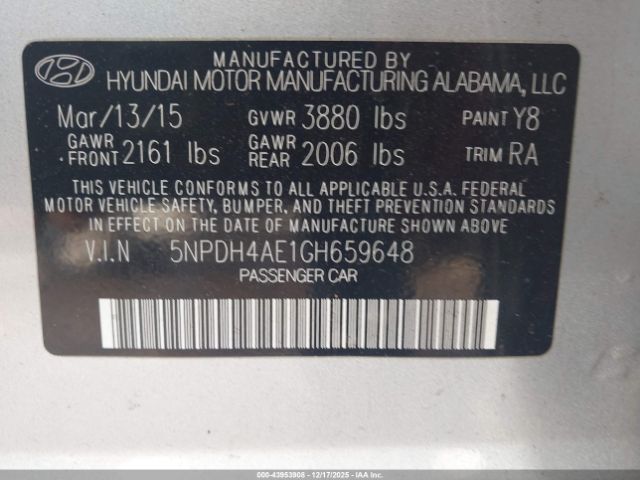 MANUFACTURED BY
HYUNDAI MOTOR MANUFACTURING ALABAMA, LLC
Mar/13/15 GVWR 3880 lbs PAINT Y8
GAWR FRONT 2161 lbs GAWR REAR 2006 lbs TRIM RA
THIS VEHICLE CONFORMS TO ALL APPLICABLE U.S.A. FEDERAL
MOTOR VEHICLE SAFETY, BUMPER, AND THEFT PREVENTION STANDARDS
IN EFFECT ON THE DATE OF MANUFACTURE SHOWN ABOVE
V.I.N 5NPDH4AE1GH659648
PASSENGER CAR
000-43953908 - 12/17/2025 - COPYRIGHT IAA, LLC.